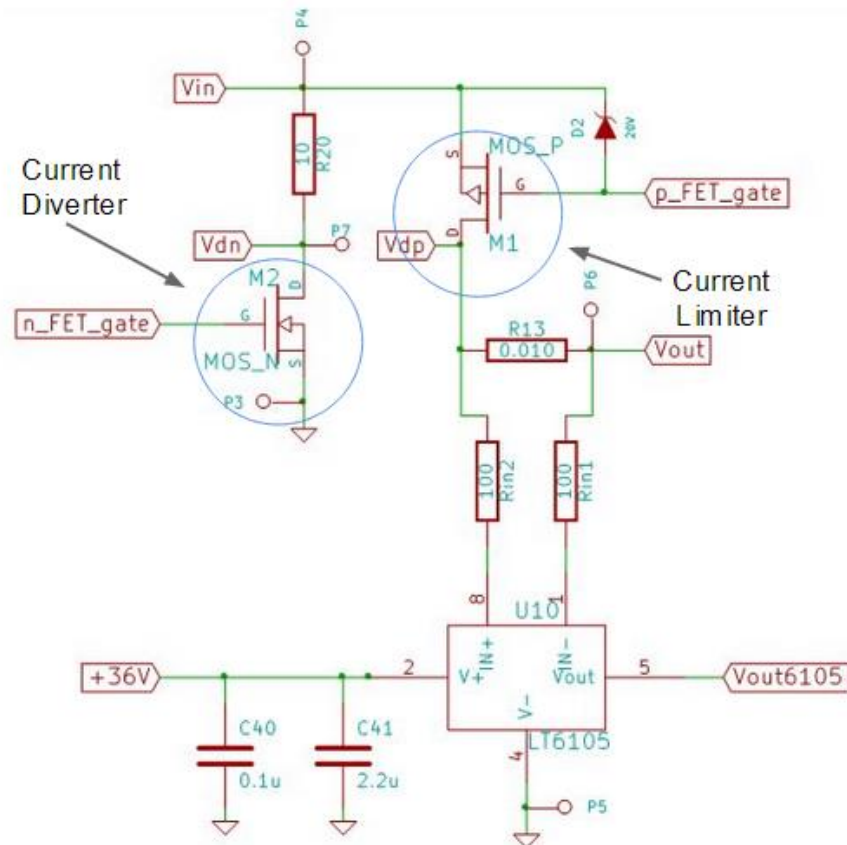 P4
Vin
D2
20V
MOS_P
S
G
D
M1
p_FET_gate
10
R20
Current
Diverter
Vdn
P7
Vdp
Current
Limiter
M2
D
G
S
MOS_N
n_FET_gate
P3
P6
R13
0.010
Vout
100
Rin2
100
Rin1
8
1
U10
IN+
IN-
+36V
2
V+
Vout
5
Vout6105
V-
LT6105
4
C40
0.1u
C41
2.2u
P5